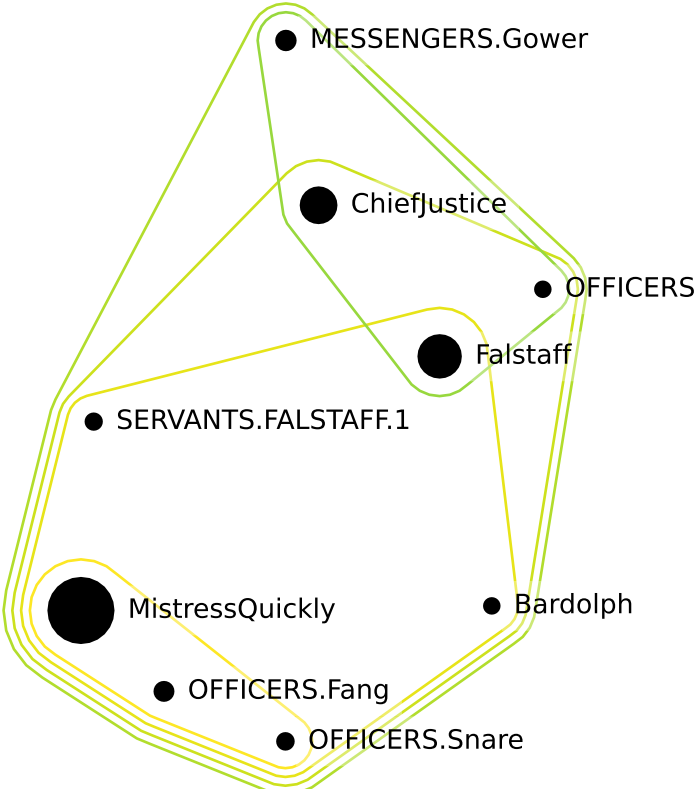 MESSENGERS.Gower
ChiefJustice
OFFICERS
Falstaff
SERVANTS.FALSTAFF.1
MistressQuickly
Bardolph
OFFICERS.Fang
OFFICERS.Snare